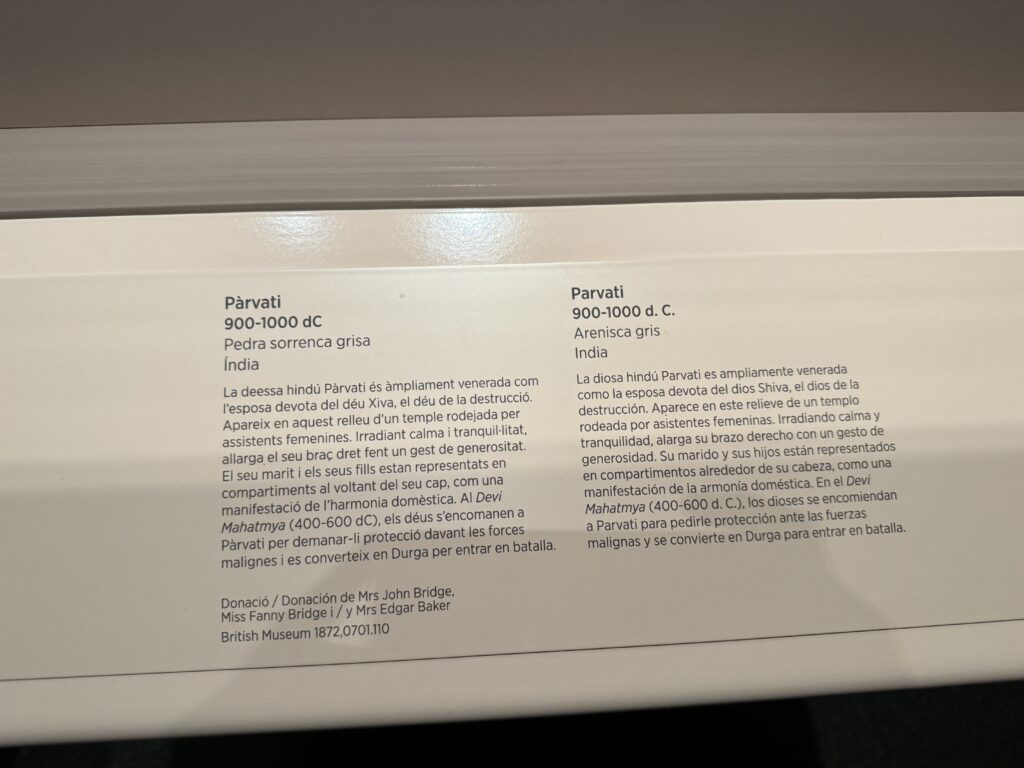 Pàrvati
900-1000 dC
Pedra sorrenca grisa
Índia
La deessa hindú Pàrvati és àmpliament venerada com
l'esposa devota del déu Xiva, el déu de la destrucció.
Apareix en aquest relleu d'un temple rodejada per
assistents femenines. Irradiant calma i tranquil·litat,
allarga el seu braç dret fent un gest de generositat.
El seu marit i els seus fills estan representats en
compartiments al voltant del seu cap, com una
manifestació de l'harmonia domèstica. Al Devi
Mahatmya (400-600 dC), els déus s'encomanen a
Pàrvati per demanar-li protecció davant les forces
malignes i es converteix en Durga per entrar en batalla.
Donació / Donación de Mrs John Bridge,
Miss Fanny Bridge i / y Mrs Edgar Baker
British Museum 1872,0701.110
Parvati
900-1000 d. C.
Arenisca gris
India
La diosa hindú Parvati es ampliamente venerada
como la esposa devota del dios Shiva, el dios de la
destrucción. Aparece en este relieve de un templo
rodeada por asistentes femeninas. Irradiando calma y
tranquilidad, alarga su brazo derecho con un gesto de
generosidad. Su marido y sus hijos están representados
en compartimentos alrededor de su cabeza, como una
manifestación de la armonía doméstica. En el Devi
Mahatmya (400-600 d. C.), los dioses se encomiendan
a Parvati para pedirle protección ante las fuerzas
malignas y se convierte en Durga para entrar en batalla.